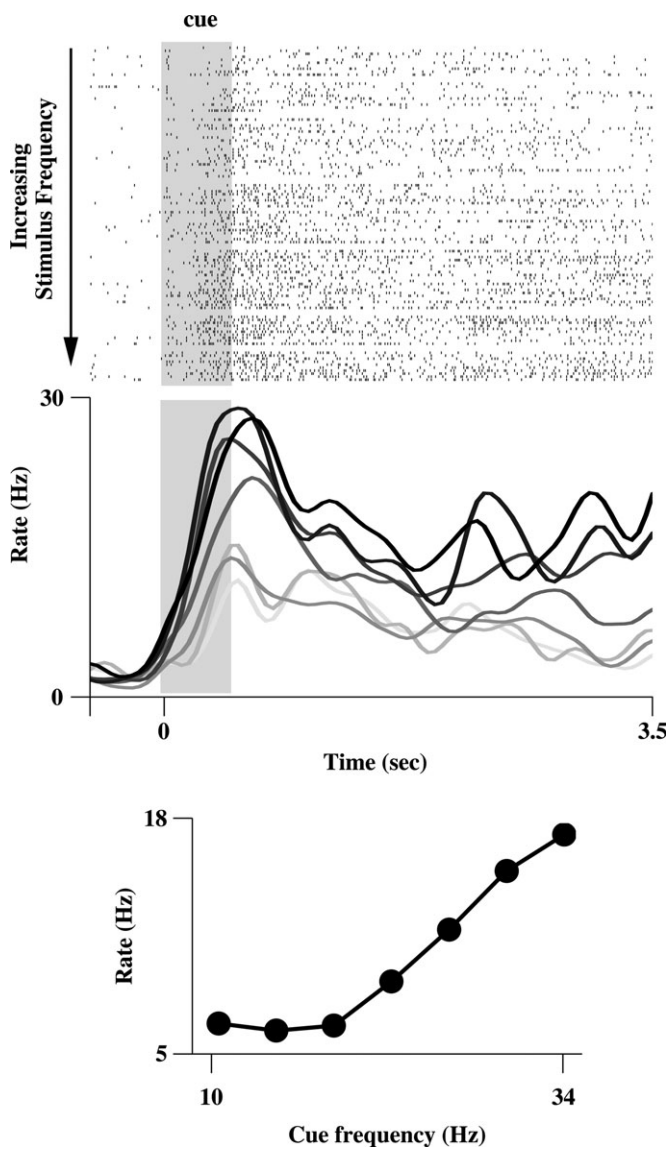 cue
Increasing
Stimulus Frequency
30
Rate (Hz)
0
0
3.5
Time (sec)
18
Rate (Hz)
5
10
34
Cue frequency (Hz)